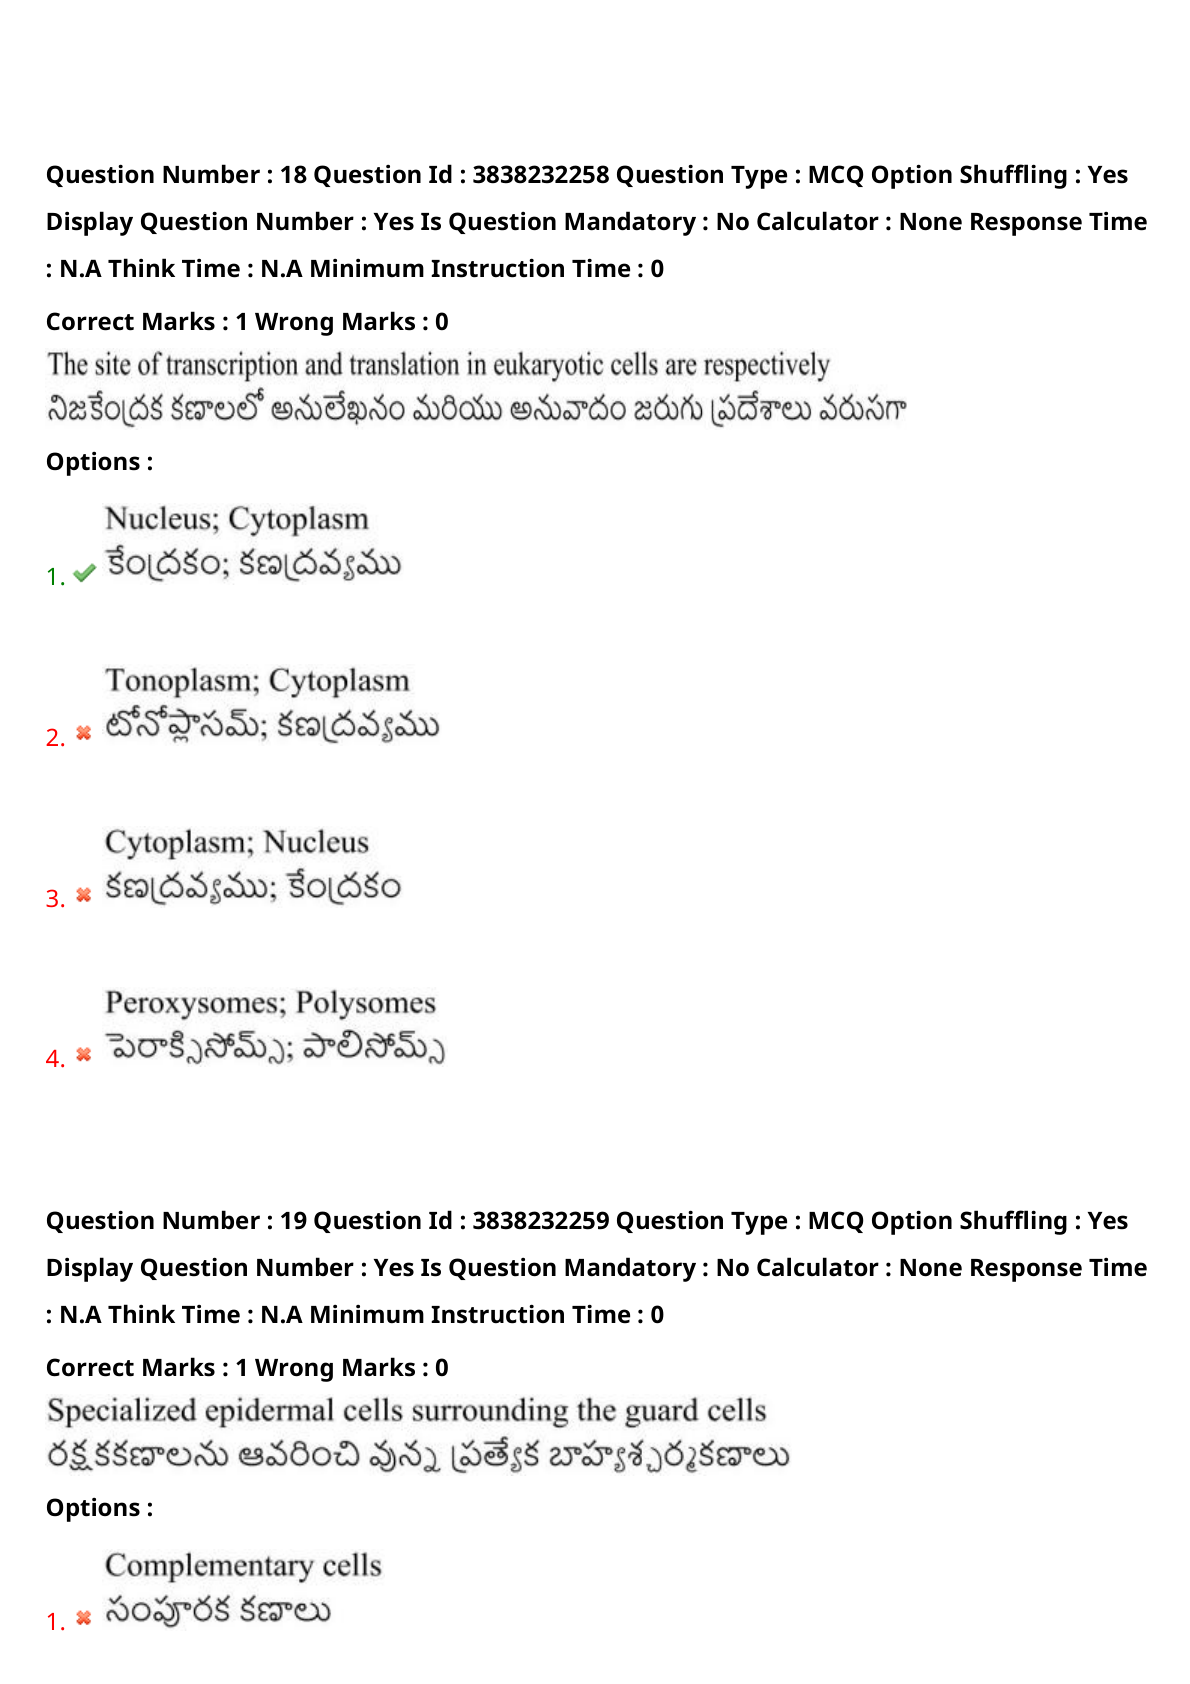 Question Number : 18 Question Id : 3838232258 Question Type : MCQ Option Shuffling : Yes
Display Question Number : Yes Is Question Mandatory : No Calculator : None Response Time
: N.A Think Time : N.A Minimum Instruction Time : 0
Correct Marks : 1 Wrong Marks : 0
The site of transcription and translation in eukaryotic cells are respectively
నిజకేంద్రక కణాలలో అనులేఖనం మరియు అనువాదం జరుగు ప్రదేశాలు వరుసగా
Options :
Nucleus; Cytoplasm
1. కేంద్రకం; కణద్రవ్యము
Tonoplasm; Cytoplasm
2. టోనోప్లాసమ్; కణద్రవ్యము
Cytoplasm; Nucleus
3. కణద్రవ్యము; కేంద్రకం
Peroxysomes; Polysomes
4. పెరాక్సిసోమ్స్; పాలిసోమ్స్
Question Number : 19 Question Id : 3838232259 Question Type : MCQ Option Shuffling : Yes
Display Question Number : Yes Is Question Mandatory : No Calculator : None Response Time
: N.A Think Time : N.A Minimum Instruction Time : 0
Correct Marks : 1 Wrong Marks : 0
Specialized epidermal cells surrounding the guard cells
రక్షకకణాలను ఆవరించి వున్న ప్రత్యేక బాహ్యశ్చర్మకణాలు
Options :
Complementary cells
1. సంపూరక కణాలు